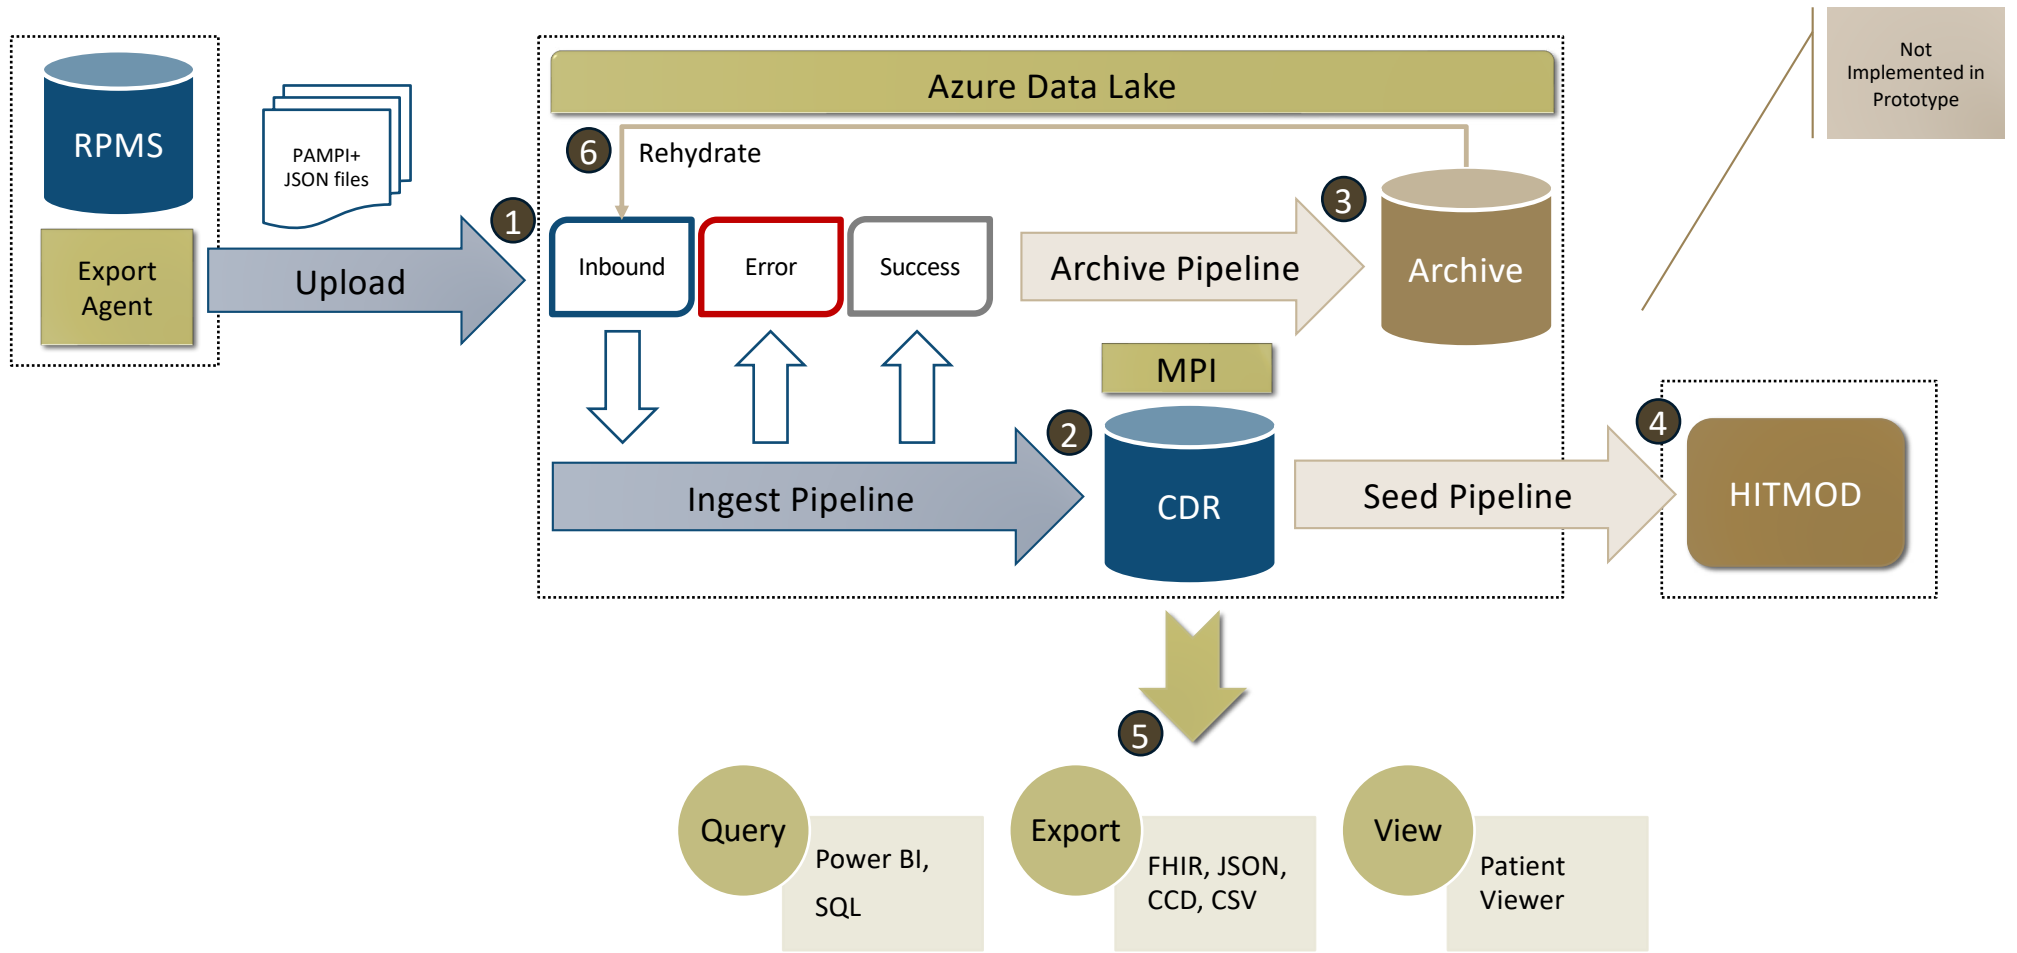 RPMS
Export
Agent
PAMPI+
JSON files
Upload
1
Azure Data Lake
6
Rehydrate
Inbound
Error
Success
Archive Pipeline
3
Archive
MPI
Ingest Pipeline
2
CDR
Seed Pipeline
4
HITMOD
Not
Implemented in
Prototype
5
Query
Power BI,
SQL
Export
FHIR, JSON,
CCD, CSV
View
Patient
Viewer